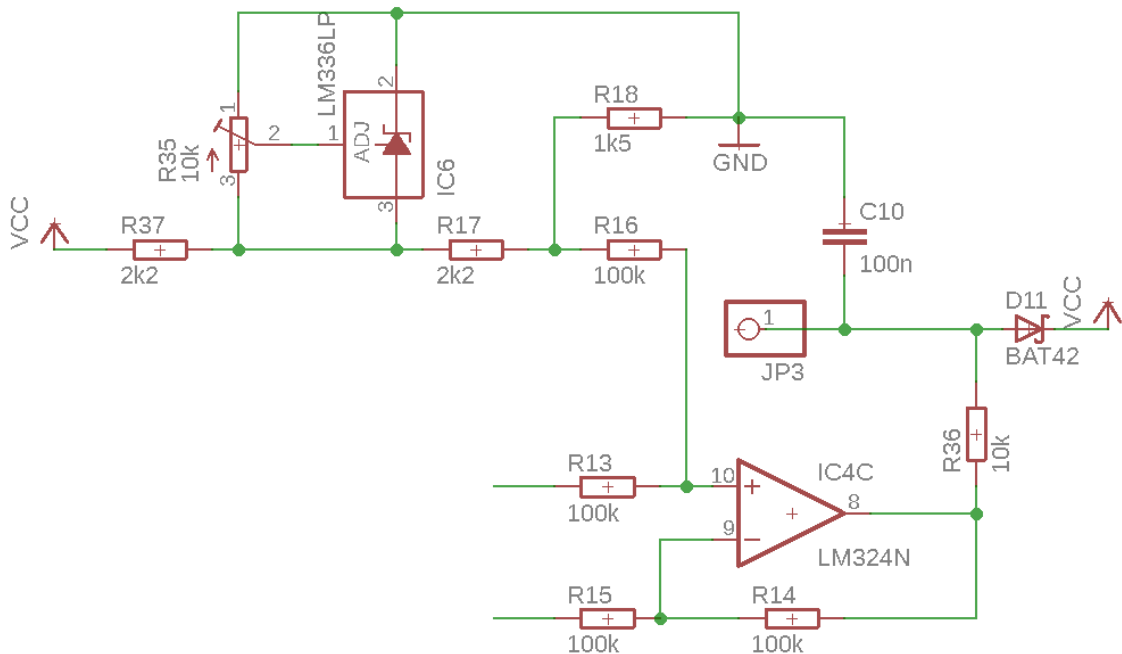 LM336LP
2
R18
1
R35
10k
2
1
ADJ
1k5
GND
3
IC6
VCC
R37
2k2
3
R17
2k2
R16
100k
C10
100n
1
JP3
D11
VCC
BAT42
R36
10k
R13
100k
10
9
IC4C
8
LM324N
R15
100k
R14
100k